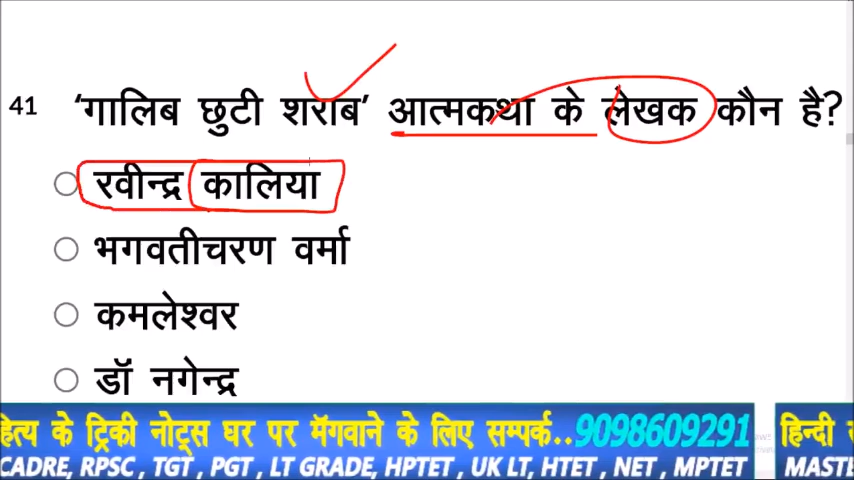 41 ‘गालिब छुटी शराब’ आत्मकथा के लेखक कौन है?
रवीन्द्र कालिया
भगवतीचरण वर्मा
कमलेश्वर
डॉ नगेन्द्र
हित्य के ट्रिकी नोट्स घर पर मॅगवाने के लिए सम्पर्क..9098609291 हिन्दी
CADRE, RPSC , TGT , PGT , LT GRADE, HPTET , UK LT, HTET , NET , MPTET MASTE